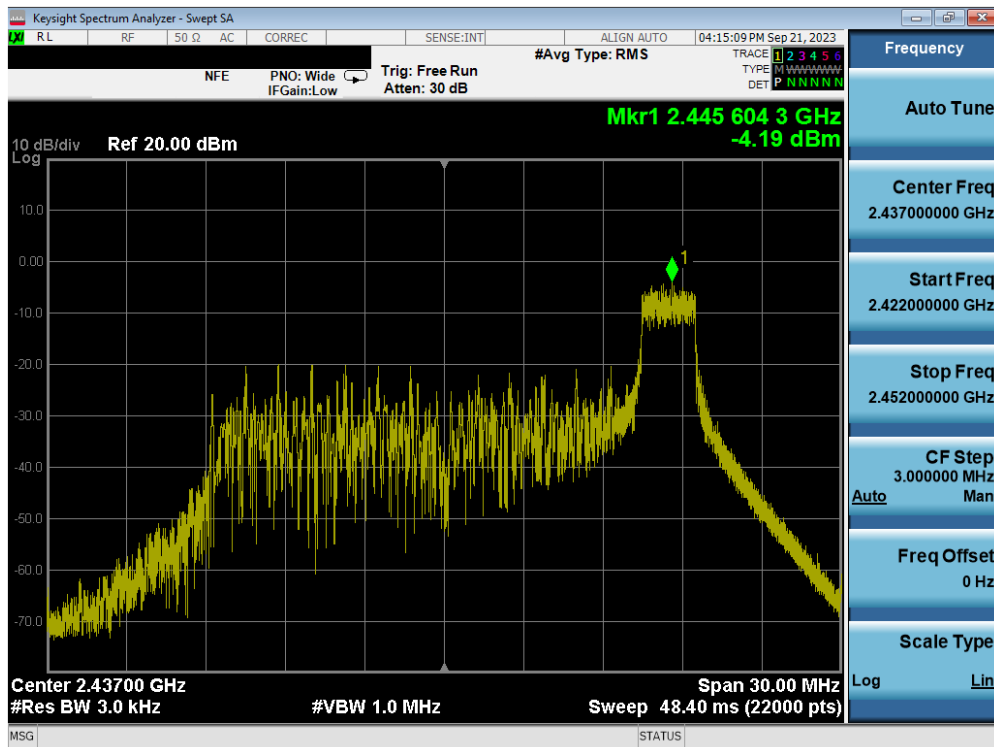 Keysight Spectrum Analyzer - Swept SA
LXI RL RF 50 Ω AC CORREC SENSE:INT ALIGN AUTO 04:15:09 PM Sep 21, 2023
NFE PNO: Wide Trig: Free Run #Avg Type: RMS TRACE 1 2 3 4 5 6
IFGain:Low Atten: 30 dB TYPE M W W W W W
DET P N N N N N
Mkr1 2.445 604 3 GHz
-4.19 dBm
10 dB/div Ref 20.00 dBm
Log
10.0
0.00
-10.0
-20.0
-30.0
-40.0
-50.0
-60.0
-70.0
1
Center 2.43700 GHz Span 30.00 MHz
#Res BW 3.0 kHz #VBW 1.0 MHz Sweep 48.40 ms (22000 pts)
MSG STATUS
Frequency
Auto Tune
Center Freq
2.437000000 GHz
Start Freq
2.422000000 GHz
Stop Freq
2.452000000 GHz
CF Step
3.000000 MHz
Auto Man
Freq Offset
0 Hz
Scale Type
Log Lin